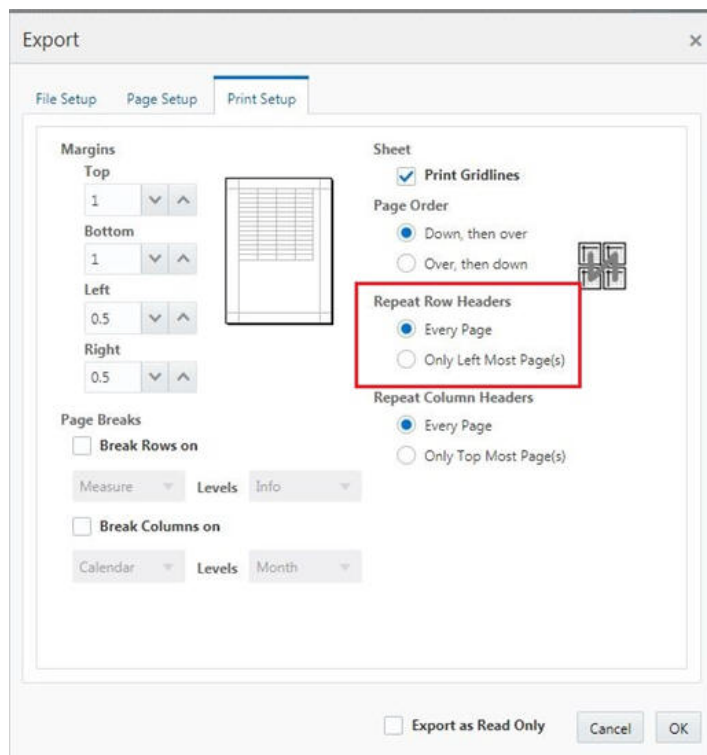 Export
File Setup Page Setup Print Setup
Margins
Top
1
Bottom
1
Left
0.5
Right
0.5
Page Breaks
Break Rows on
Measure Levels Info
Break Columns on
Calendar Levels Month
Sheet
Print Gridlines
Page Order
Down, then over
Over, then down
Repeat Row Headers
Every Page
Only Left Most Page(s)
Repeat Column Headers
Every Page
Only Top Most Page(s)
Export as Read Only Cancel OK